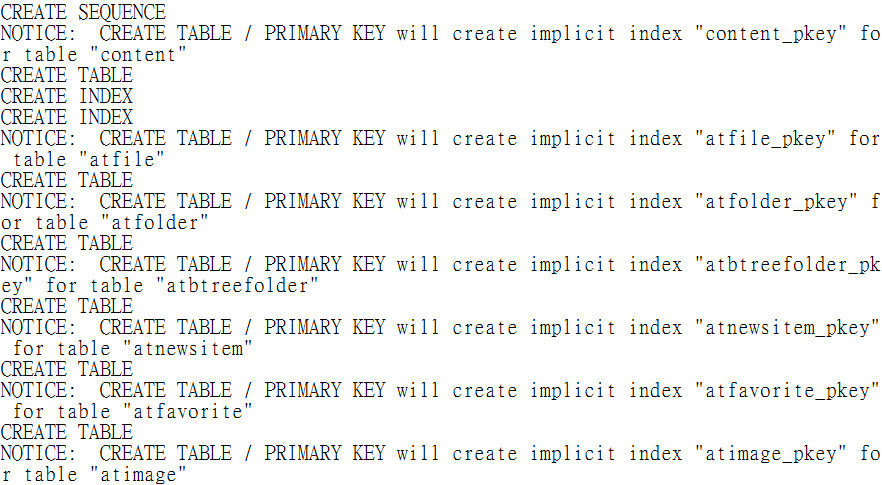 CREATE SEQUENCE
NOTICE:  CREATE TABLE / PRIMARY KEY will create implicit index "content_pkey" fo
r table "content"
CREATE TABLE
CREATE INDEX
CREATE INDEX
NOTICE:  CREATE TABLE / PRIMARY KEY will create implicit index "atfile_pkey" for
 table "atfile"
CREATE TABLE
NOTICE:  CREATE TABLE / PRIMARY KEY will create implicit index "atfolder_pkey" f
or table "atfolder"
CREATE TABLE
NOTICE:  CREATE TABLE / PRIMARY KEY will create implicit index "atbtreefolder_pk
ey" for table "atbtreefolder"
CREATE TABLE
NOTICE:  CREATE TABLE / PRIMARY KEY will create implicit index "atnewsitem_pkey"
 for table "atnewsitem"
CREATE TABLE
NOTICE:  CREATE TABLE / PRIMARY KEY will create implicit index "atfavorite_pkey"
 for table "atfavorite"
CREATE TABLE
NOTICE:  CREATE TABLE / PRIMARY KEY will create implicit index "atimage_pkey" fo
r table "atimage"